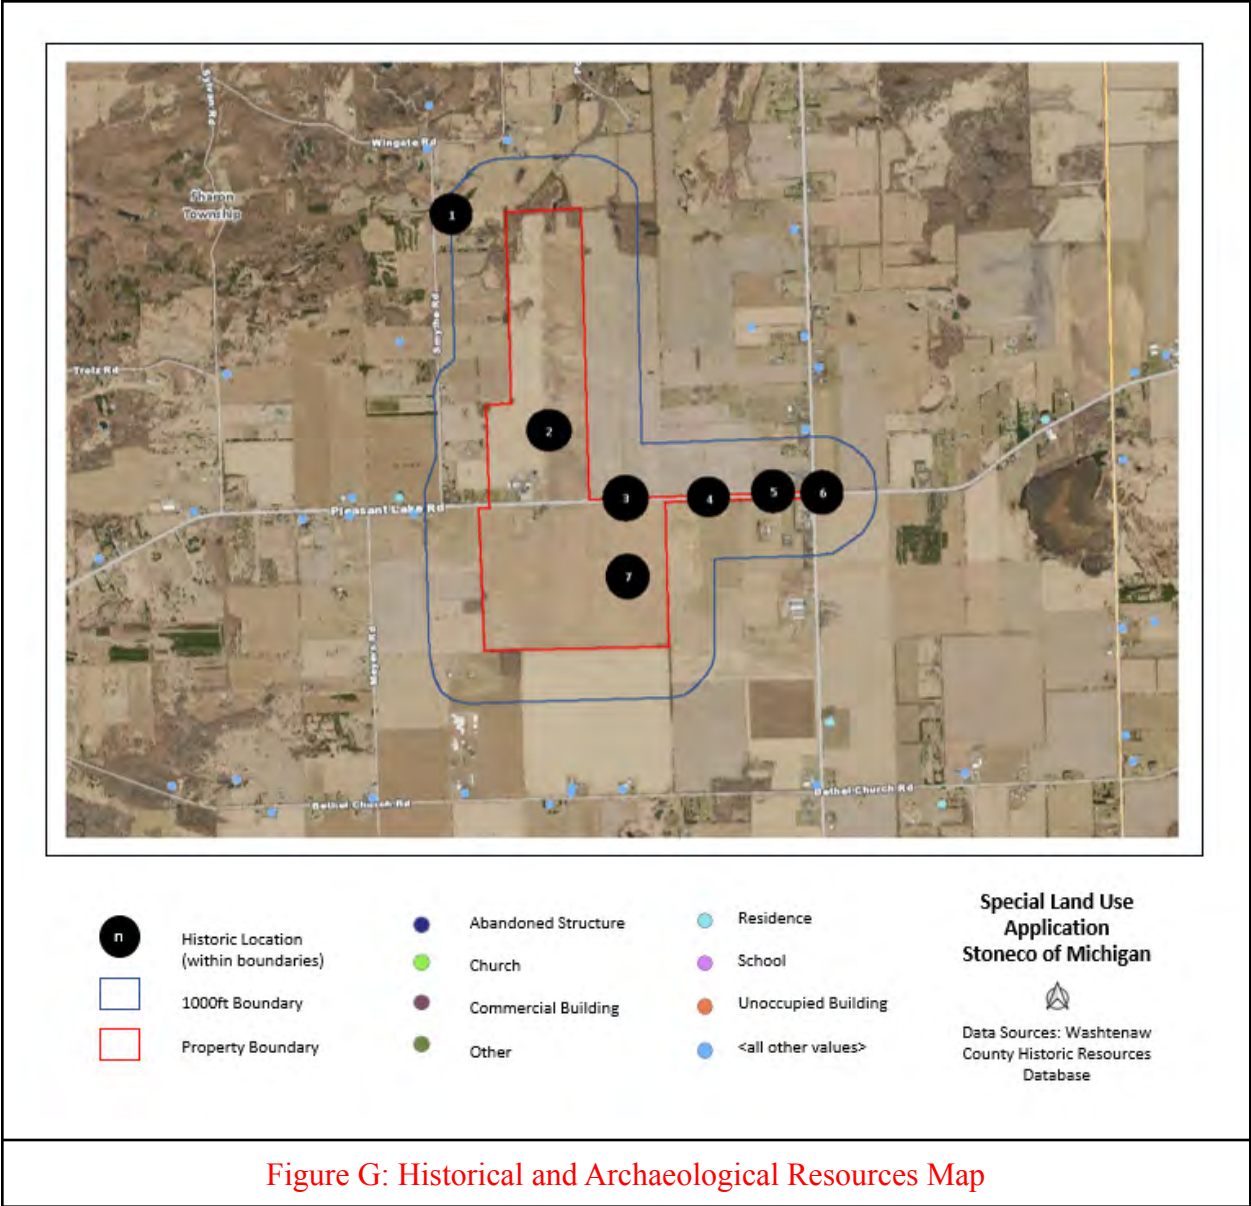 Wingate Rd
Sharon
Township
1
Smythe Rd
Trolz Rd
2
3
4
5
6
Pleasant Lake Rd
7
Meyers Rd
Bethel Church Rd
Bethel Church Rd
n
Historic Location
(within boundaries)
1000ft Boundary
Property Boundary
Abandoned Structure
Church
Commercial Building
Other
Residence
School
Unoccupied Building
<all other values>
Special Land Use
Application
Stoneco of Michigan
Data Sources: Washtenaw
County Historic Resources
Database
Figure G: Historical and Archaeological Resources Map